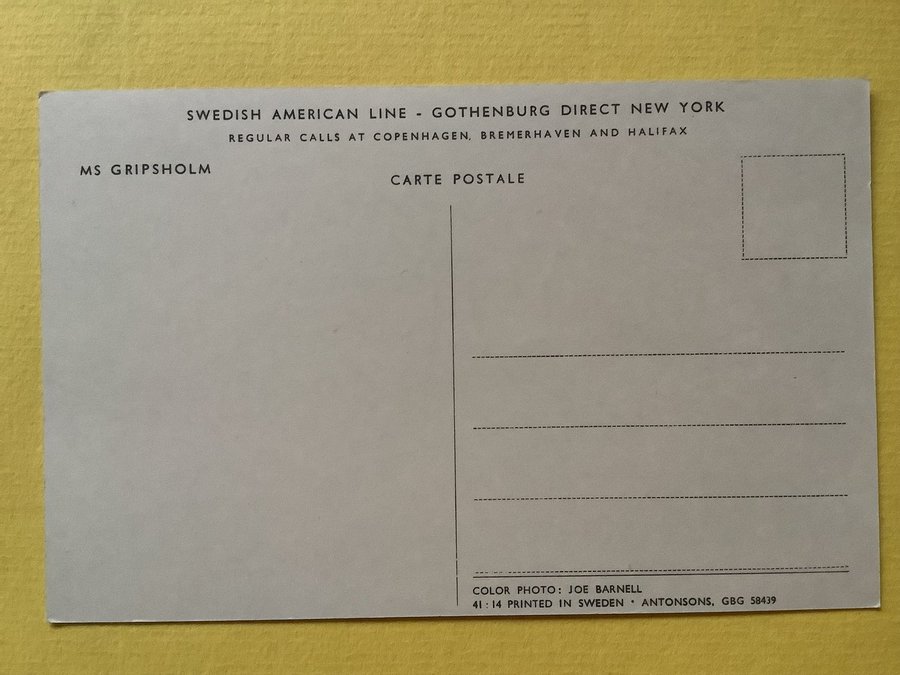 SWEDISH AMERICAN LINE - GOTHENBURG DIRECT NEW YORK
REGULAR CALLS AT COPENHAGEN, BREMERHAVEN AND HALIFAX
MS GRIPSHOLM
CARTE POSTALE
COLOR PHOTO: JOE BARNELL
41:14 PRINTED IN SWEDEN • ANTONSONS, GBG 58439